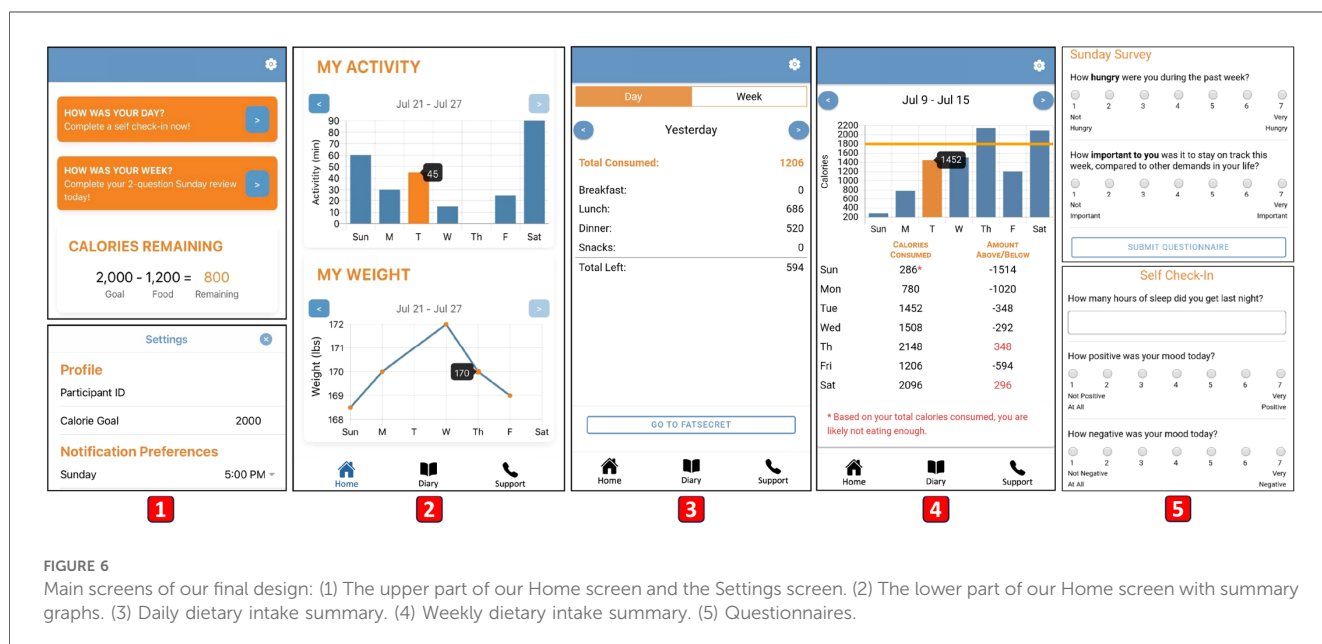 HOW WAS YOUR DAY?
Complete a self check-in now!
>
HOW WAS YOUR WEEK?
Complete your 2-question Sunday review
today!
>
CALORIES REMAINING
2,000 - 1,200 = 800
Goal Food Remaining
Settings
Profile
Participant ID
Calorie Goal 2000
Notification Preferences
Sunday 5:00 PM
1
MY ACTIVITY
< Jul 21 - Jul 27 >
Activitity (min)
90
80
70
60
50
40
30
20
10
0
45
Sun M T W Th F Sat
MY WEIGHT
< Jul 21 - Jul 27 >
Weight (lbs)
172
171
170
169
168
170
Sun M T W Th F Sat
Home Diary Support
2
Day Week
< Yesterday >
Total Consumed: 1206
Breakfast: 0
Lunch: 686
Dinner: 520
Snacks: 0
Total Left: 594
GO TO FATSECRET
Home Diary Support
3
< Jul 9 - Jul 15 >
Calories
2200
2000
1800
1600
1400
1200
1000
800
600
400
200
1452
Sun M T W Th F Sat
CALORIES AMOUNT
CONSUMED ABOVE/BELOW
Sun 286* -1514
Mon 780 -1020
Tue 1452 -348
Wed 1508 -292
Th 2148 348
Fri 1206 -594
Sat 2096 296
* Based on your total calories consumed, you are
likely not eating enough.
Home Diary Support
4
Sunday Survey
How hungry were you during the past week?
1 2 3 4 5 6 7
Not Very
Hungry Hungry
How important to you was it to stay on track this
week, compared to other demands in your life?
1 2 3 4 5 6 7
Not Very
Important Important
SUBMIT QUESTIONNAIRE
Self Check-In
How many hours of sleep did you get last night?
How positive was your mood today?
1 2 3 4 5 6 7
Not Positive Very
At All Positive
How negative was your mood today?
1 2 3 4 5 6 7
Not Negative Very
At All Negative
5
FIGURE 6
Main screens of our final design: (1) The upper part of our Home screen and the Settings screen. (2) The lower part of our Home screen with summary
graphs. (3) Daily dietary intake summary. (4) Weekly dietary intake summary. (5) Questionnaires.